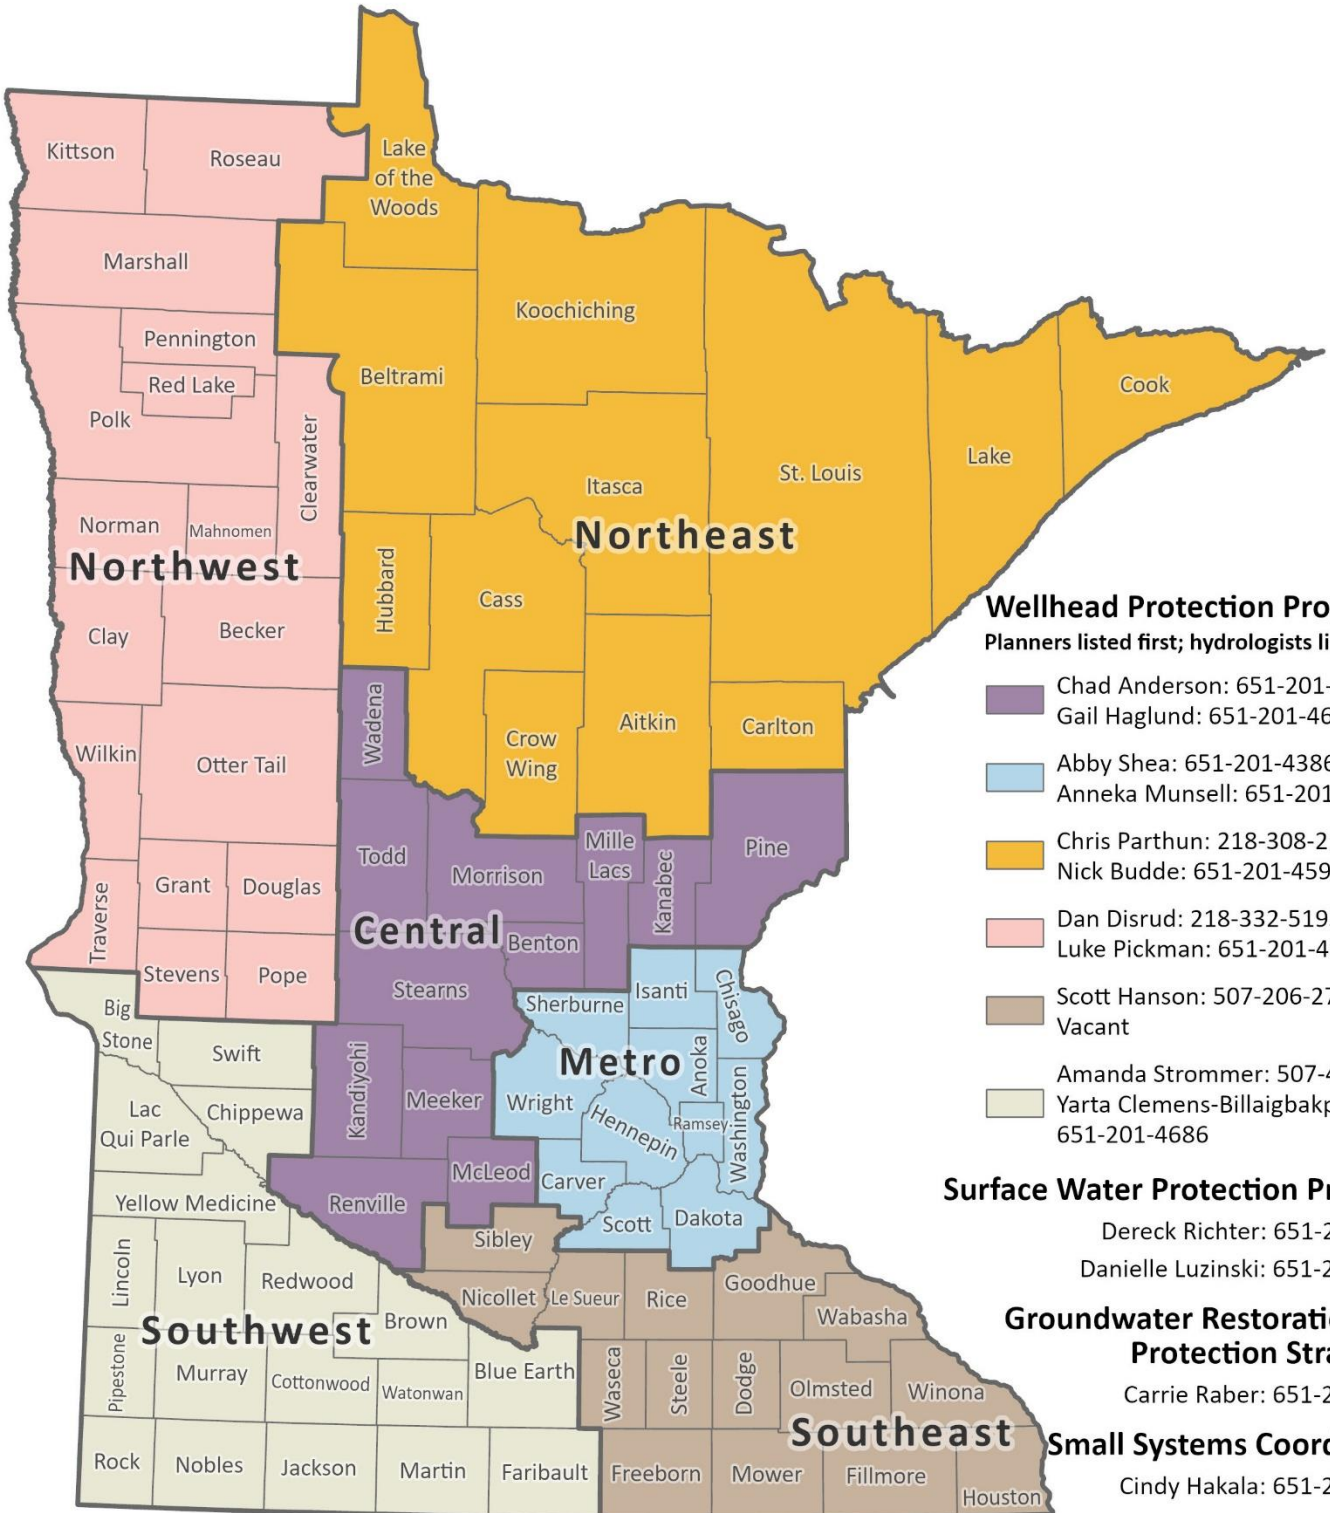 Kittson
Roseau
Lake
of the
Woods
Marshall
Koochiching
Pennington
Red Lake
Beltrami
Cook
Polk
Clearwater
Lake
St. Louis
Itasca
Norman
Mahnomen
Northeast
Northwest
Hubbard
Cass
Clay
Becker
Wadena
Aitkin
Carlton
Crow
Wing
Wilkin
Otter Tail
Mille
Lacs
Pine
Todd
Morrison
Kanabec
Grant
Douglas
Traverse
Central
Benton
Stevens
Pope
Stearns
Isanti
Chisago
Sherburne
Big
Stone
Swift
Metro
Anoka
Kandiyohi
Meeker
Wright
Hennepin
Ramsey
Washington
Lac
Qui Parle
Chippewa
McLeod
Carver
Yellow Medicine
Renville
Scott
Dakota
Sibley
Lincoln
Lyon
Redwood
Nicollet
Le Sueur
Rice
Goodhue
Wabasha
Southwest
Brown
Pipestone
Murray
Cottonwood
Watonwan
Blue Earth
Waseca
Steele
Dodge
Olmsted
Winona
Southeast
Rock
Nobles
Jackson
Martin
Faribault
Freeborn
Mower
Fillmore
Houston
Wellhead Protection Pro
Planners listed first; hydrologists li
Chad Anderson: 651-201-
Gail Haglund: 651-201-46
Abby Shea: 651-201-4386
Anneka Munsell: 651-201
Chris Parthun: 218-308-2
Nick Budde: 651-201-459
Dan Disrud: 218-332-519
Luke Pickman: 651-201-4
Scott Hanson: 507-206-27
Vacant
Amanda Strommer: 507-4
Yarta Clemens-Billaigbakp
651-201-4686
Surface Water Protection Pr
Dereck Richter: 651-2
Danielle Luzinski: 651-2
Groundwater Restorati
Protection Stra
Carrie Raber: 651-2
Small Systems Coord
Cindy Hakala: 651-2